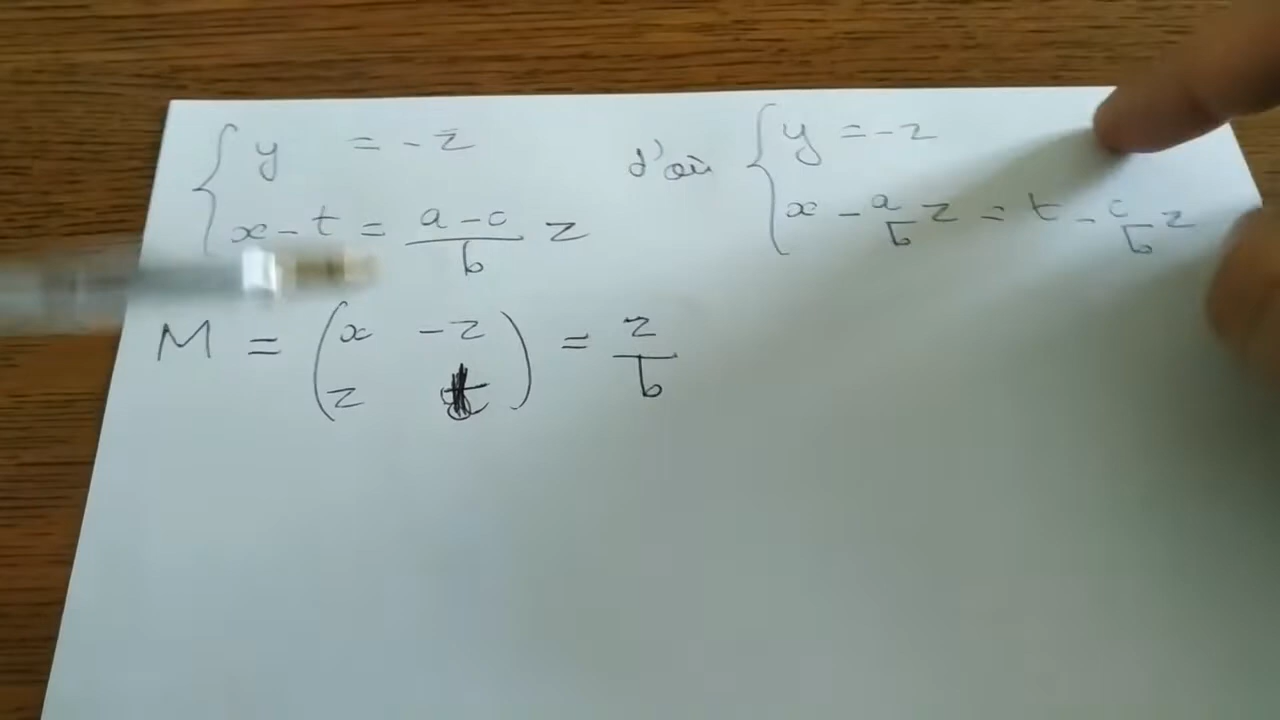 { y = -z d'où { y = -z
x - t = (a - c)/b z x - a/b z = t - c/b z
M = ( x -z ) = z/b
( z t )